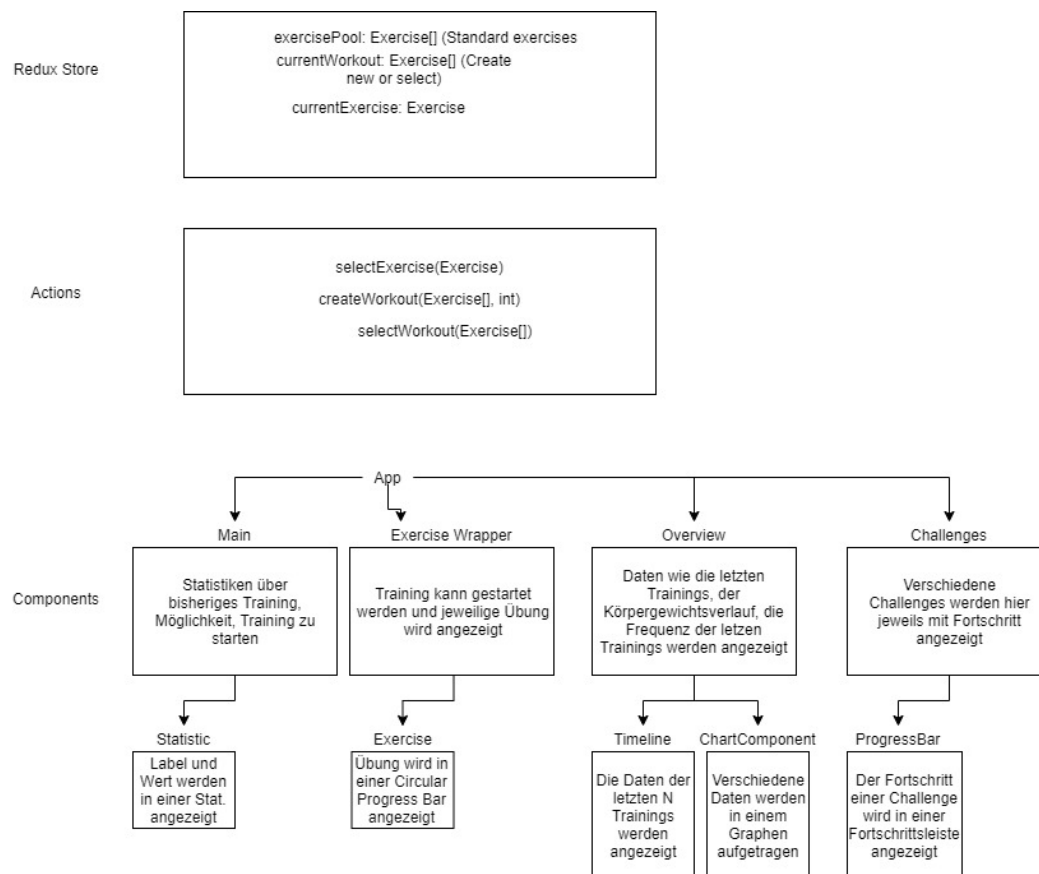 Redux Store
exercisePool: Exercise[] (Standard exercises
currentWorkout: Exercise[] (Create
new or select)
currentExercise: Exercise
Actions
selectExercise(Exercise)
createWorkout(Exercise[], int)
selectWorkout(Exercise[])
Components
App
Main
Statistiken über
bisheriges Training,
Möglichkeit, Training zu
starten
Exercise Wrapper
Training kann gestartet
werden und jeweilige Übung
wird angezeigt
Overview
Daten wie die letzten
Trainings, der
Körpergewichtsverlauf, die
Frequenz der letzen
Trainings werden angezeigt
Challenges
Verschiedene
Challenges werden hier
jeweils mit Fortschritt
angezeigt
Statistic
Label und
Wert werden
in einer Stat.
angezeigt
Exercise
Übung wird in
einer Circular
Progress Bar
angezeigt
Timeline
Die Daten der
letzten N
Trainings
werden
angezeigt
ChartComponent
Verschiedene
Daten werden
in einem
Graphen
aufgetragen
ProgressBar
Der Fortschritt
einer Challenge
wird in einer
Fortschrittsleiste
angezeigt